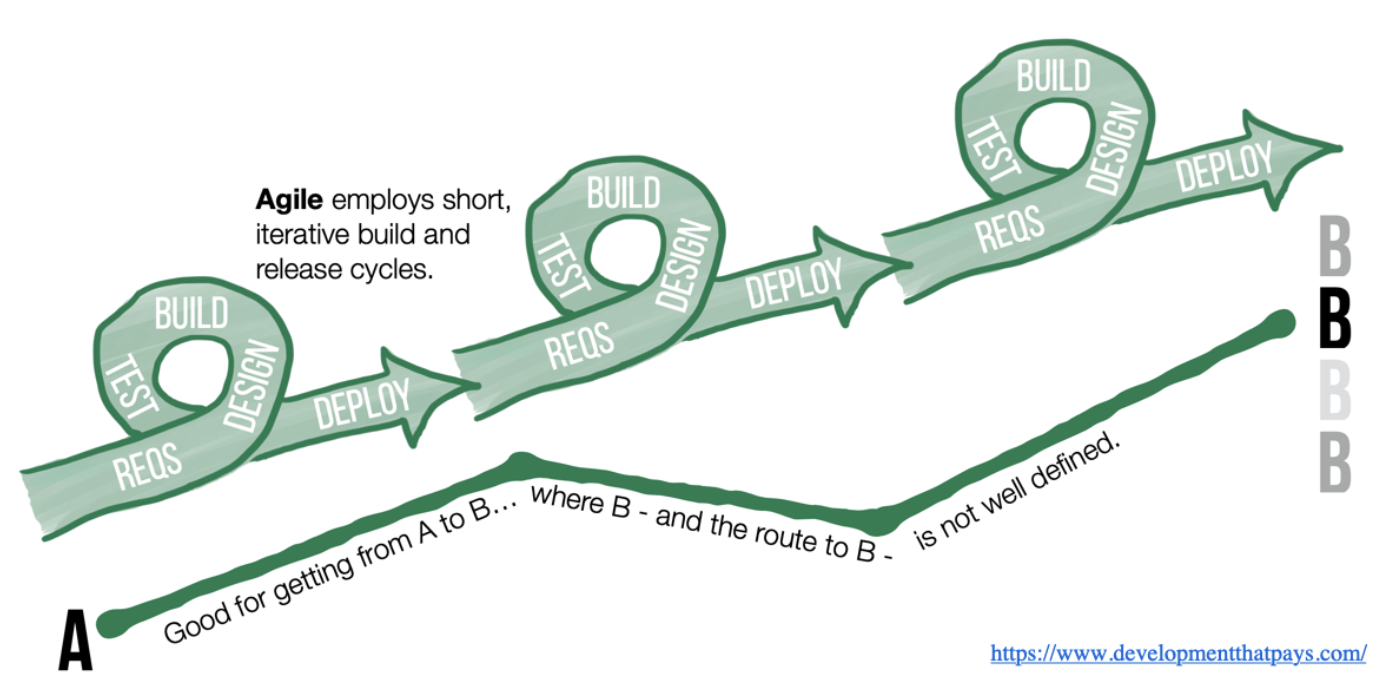 Agile employs short,
iterative build and
release cycles.
BUILD
TEST
DESIGN
REQS
DEPLOY
BUILD
TEST
DESIGN
REQS
DEPLOY
BUILD
TEST
DESIGN
REQS
DEPLOY
B
B
B
B
A
Good for getting from A to B... where B - and the route to B - is not well defined.
https://www.developmentthatpays.com/